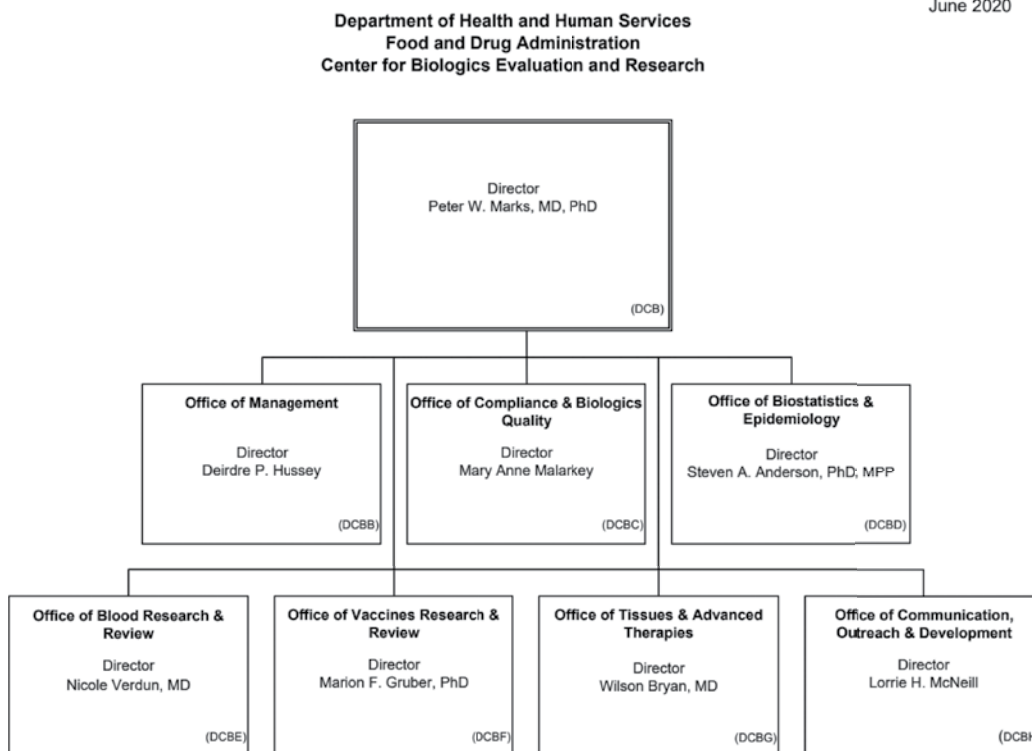 June 2020
Department of Health and Human Services
Food and Drug Administration
Center for Biologics Evaluation and Research
Director
Peter W. Marks, MD, PhD
(DCB)
Office of Management
Director
Deirdre P. Hussey
(DCBB)
Office of Compliance & Biologics
Quality
Director
Mary Anne Malarkey
(DCBC)
Office of Biostatistics &
Epidemiology
Director
Steven A. Anderson, PhD; MPP
(DCBD)
Office of Blood Research &
Review
Director
Nicole Verdun, MD
(DCBE)
Office of Vaccines Research &
Review
Director
Marion F. Gruber, PhD
(DCBF)
Office of Tissues & Advanced
Therapies
Director
Wilson Bryan, MD
(DCBG)
Office of Communication,
Outreach & Development
Director
Lorrie H. McNeill